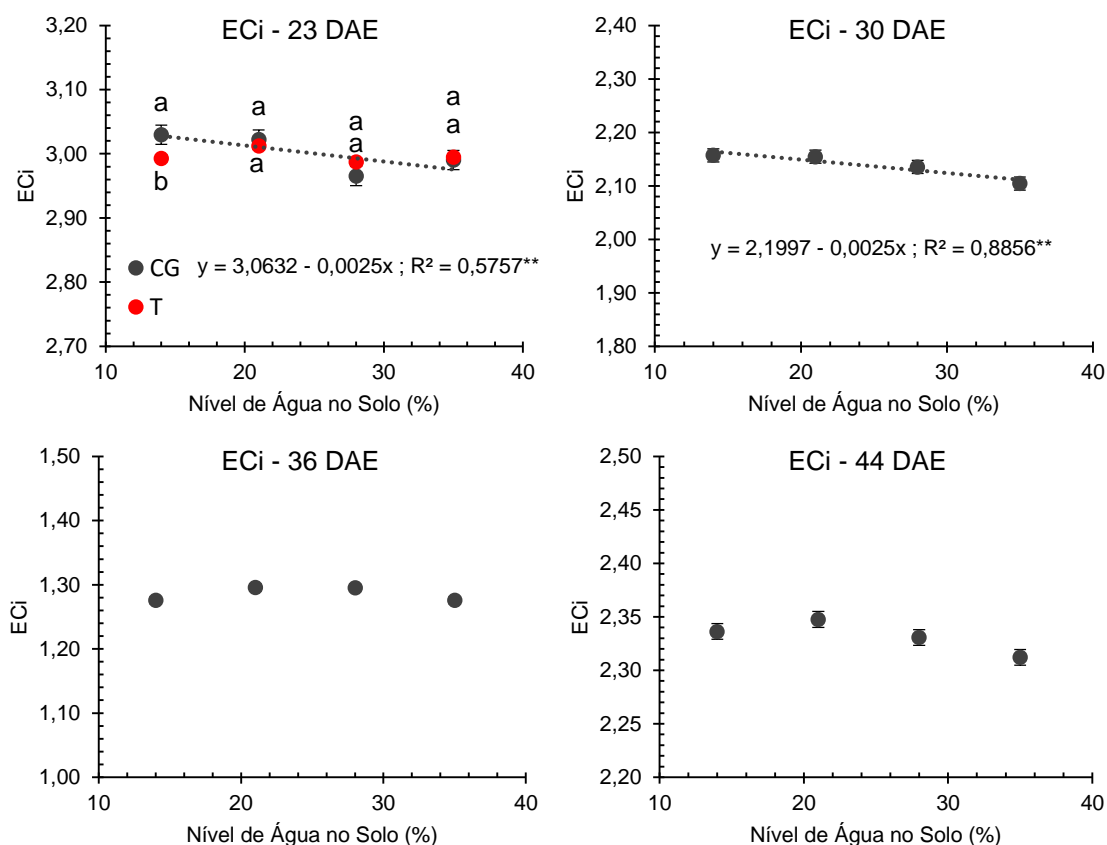 ECi - 23 DAE
3,20
3,10
3,00
2,90
2,80
2,70
ECi
a
a
a
a
a
a
a
b
CG
y = 3,0632 - 0,0025x ; R² = 0,5757**
T
10
20
30
40
Nível de Água no Solo (%)
ECi - 30 DAE
2,40
2,30
2,20
2,10
2,00
1,90
1,80
ECi
y = 2,1997 - 0,0025x ; R² = 0,8856**
10
20
30
40
Nível de Água no Solo (%)
ECi - 36 DAE
1,50
1,40
1,30
1,20
1,10
1,00
ECi
10
20
30
40
Nível de Água no Solo (%)
ECi - 44 DAE
2,50
2,45
2,40
2,35
2,30
2,25
2,20
ECi
10
20
30
40
Nível de Água no Solo (%)